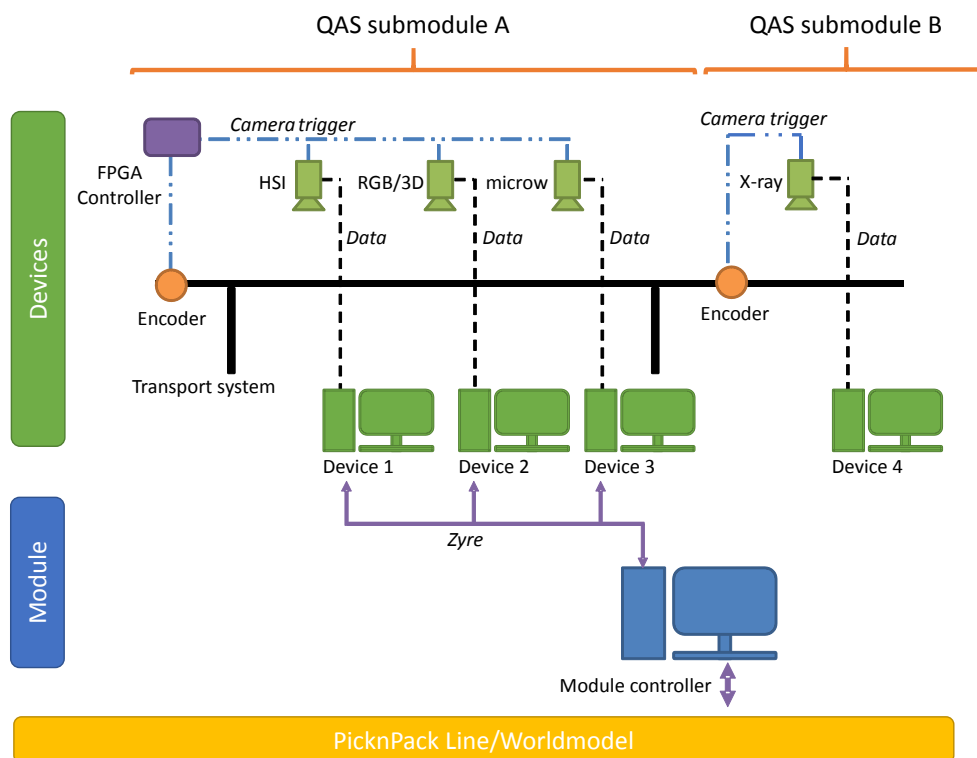 QAS submodule A
QAS submodule B
Camera trigger
Camera trigger
FPGA
Controller
HSI
RGB/3D
microw
X-ray
Data
Data
Data
Data
Encoder
Encoder
Transport system
Devices
Device 1
Device 2
Device 3
Device 4
Zyre
Module
Module controller
PicknPack Line/Worldmodel